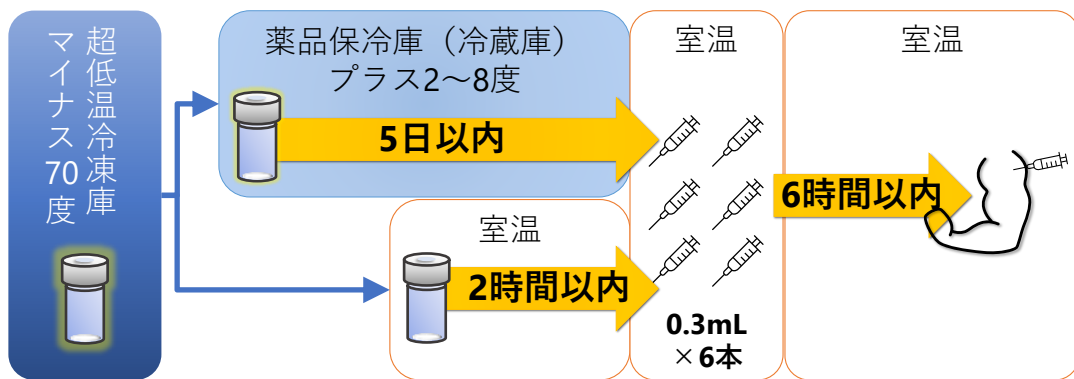 超低温冷凍庫
マイナス70度
薬品保冷庫（冷蔵庫）
プラス2～8度
5日以内
室温
2時間以内
室温
0.3mL
×6本
室温
6時間以内